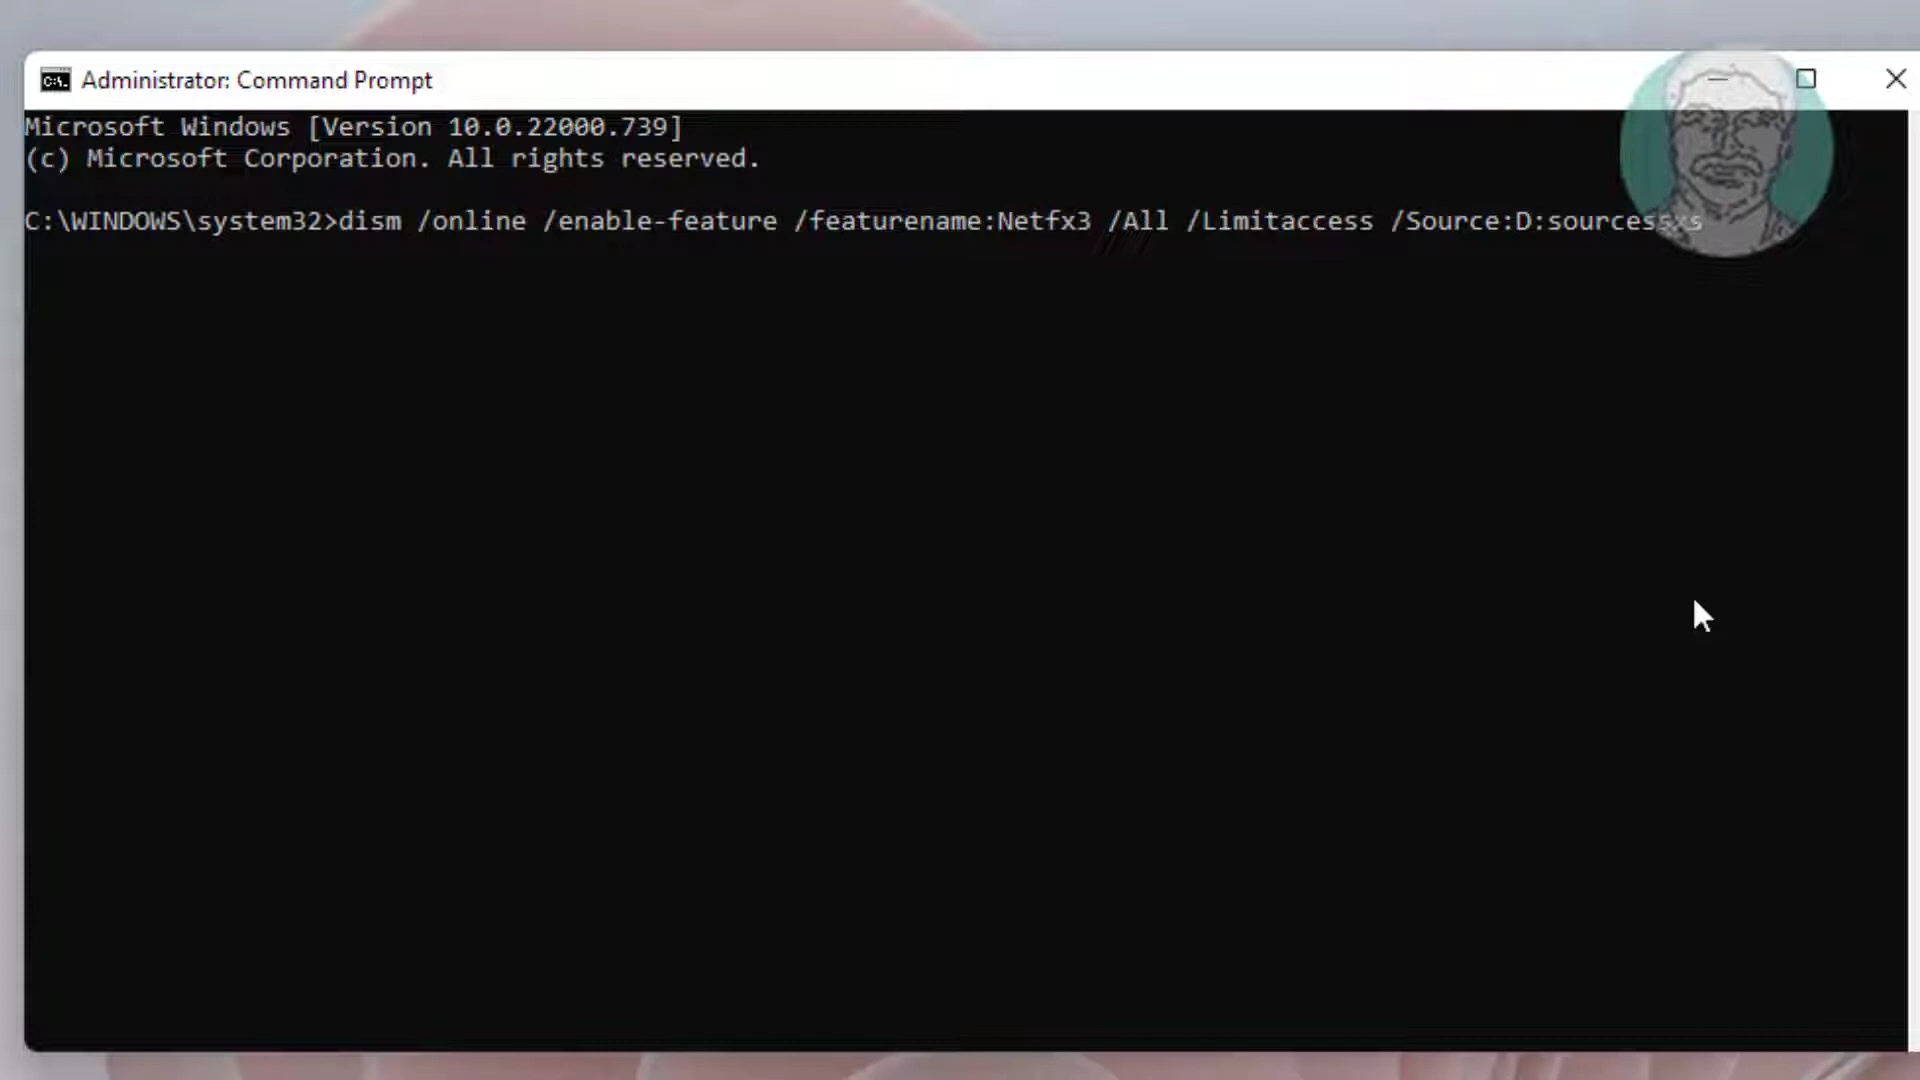 Administrator: Command Prompt
Microsoft Windows [Version 10.0.22000.739]
(c) Microsoft Corporation. All rights reserved.
C:\WINDOWS\system32>dism /online /enable-feature /featurename:Netfx3 /All /Limitaccess /Source:D:sourcessxs